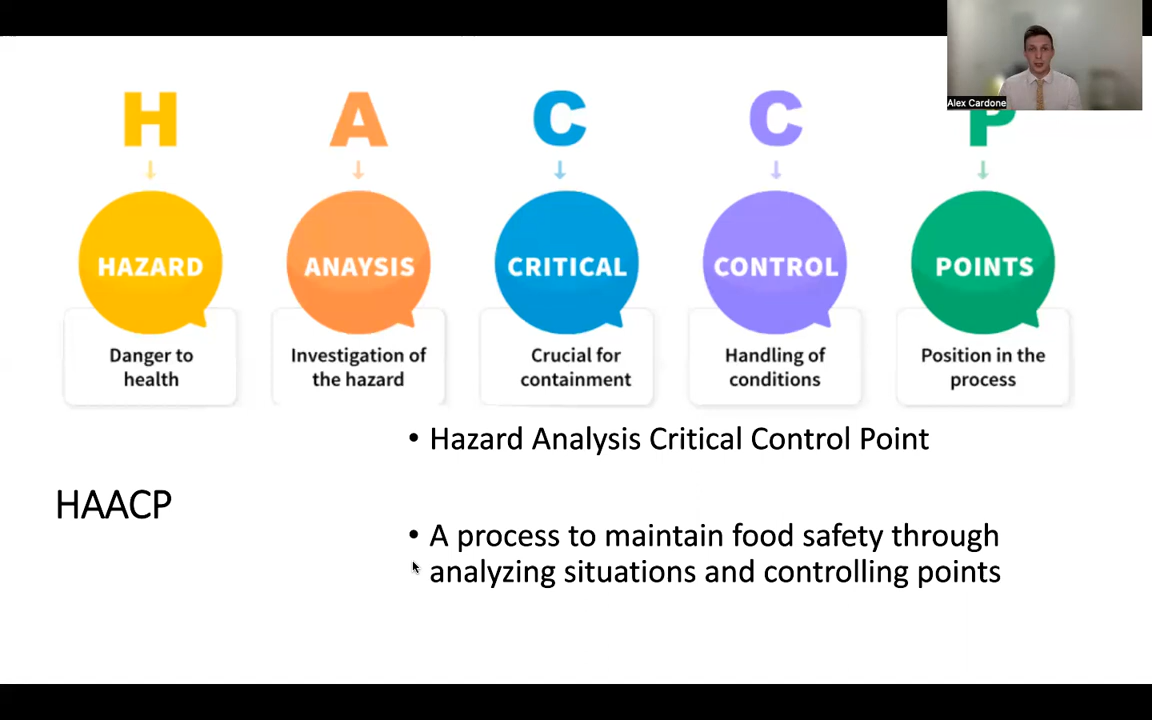 Alex Cardone
H A C C P
HAZARD ANAYSIS CRITICAL CONTROL POINTS
Danger to
health
Investigation of
the hazard
Crucial for
containment
Handling of
conditions
Position in the
process
• Hazard Analysis Critical Control Point
HAACP
• A process to maintain food safety through
analyzing situations and controlling points